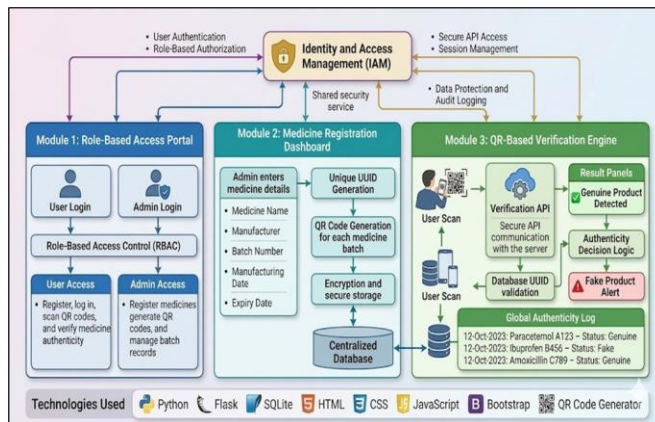 • User Authentication
• Role-Based Authorization
Identity and Access
Management (IAM)
• Secure API Access
• Session Management
Shared security
service
• Data Protection and
Audit Logging
Module 1: Role-Based Access Portal
User Login
Admin Login
Role-Based Access Control (RBAC)
User Access
• Register, log in,
scan QR codes,
and verify medicine
authenticity
Admin Access
• Register medicines
generate QR
codes, and
manage batch
records
Module 2: Medicine Registration
Dashboard
Admin enters
medicine details
• Medicine Name
• Manufacturer
• Batch Number
• Manufacturing
Date
• Expiry Date
Unique UUID
Generation
QR Code Generation
for each medicine
batch
Encryption and
secure storage
Centralized
Database
Module 3: QR-Based Verification Engine
User Scan
User Scan
Verification API
Secure API
communication
with the server
Database UUID
validation
Result Panels
Genuine Product
Detected
Authenticity
Decision Logic
Fake Product
Alert
Global Authenticity Log
12-Oct-2023: Paracetemol A123 – Status: Genuine
12-Oct-2023: Ibuprofen B456 – Status: Fake
12-Oct-2023: Amoxicillin C789 – Status: Genuine
Technologies Used
Python
Flask
SQLite
HTML
CSS
JavaScript
Bootstrap
QR Code Generator